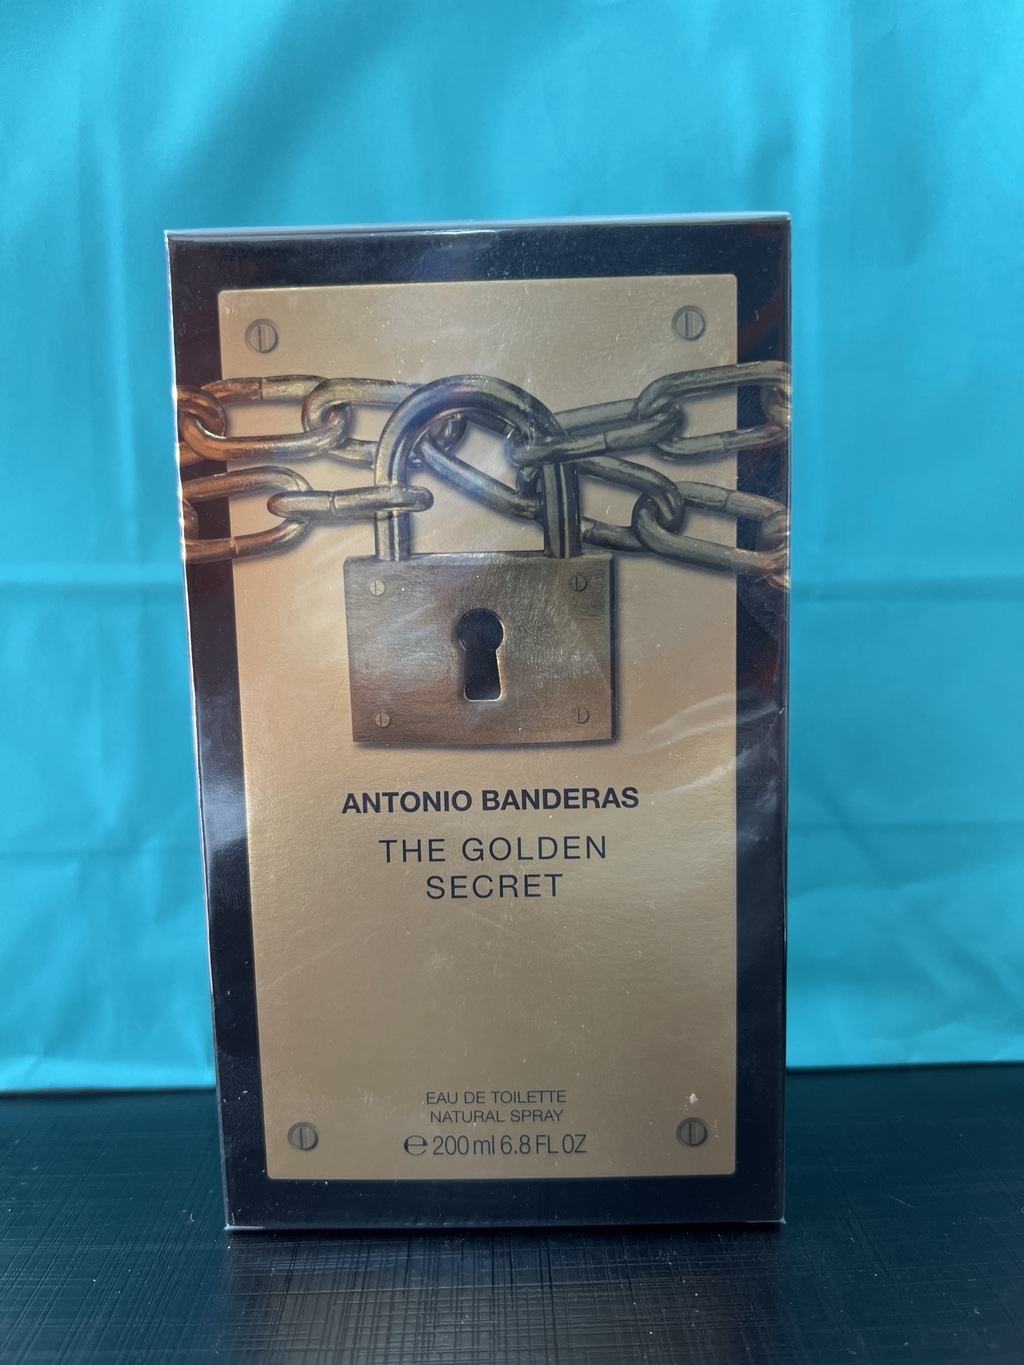 ANTONIO BANDERAS
THE GOLDEN
SECRET
EAU DE TOILETTE
NATURAL SPRAY
℮ 200 ml 6.8 FL OZ